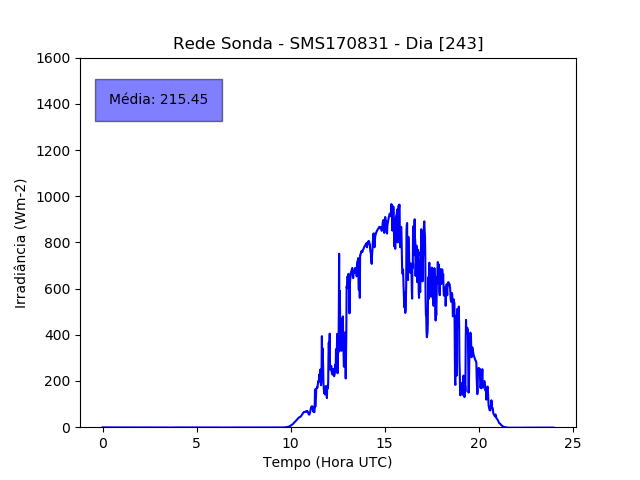 Rede Sonda - SMS170831 - Dia [243]
Média: 215.45
Irradiância (Wm-2)
1600
1400
1200
1000
800
600
400
200
0
0 5 10 15 20 25
Tempo (Hora UTC)